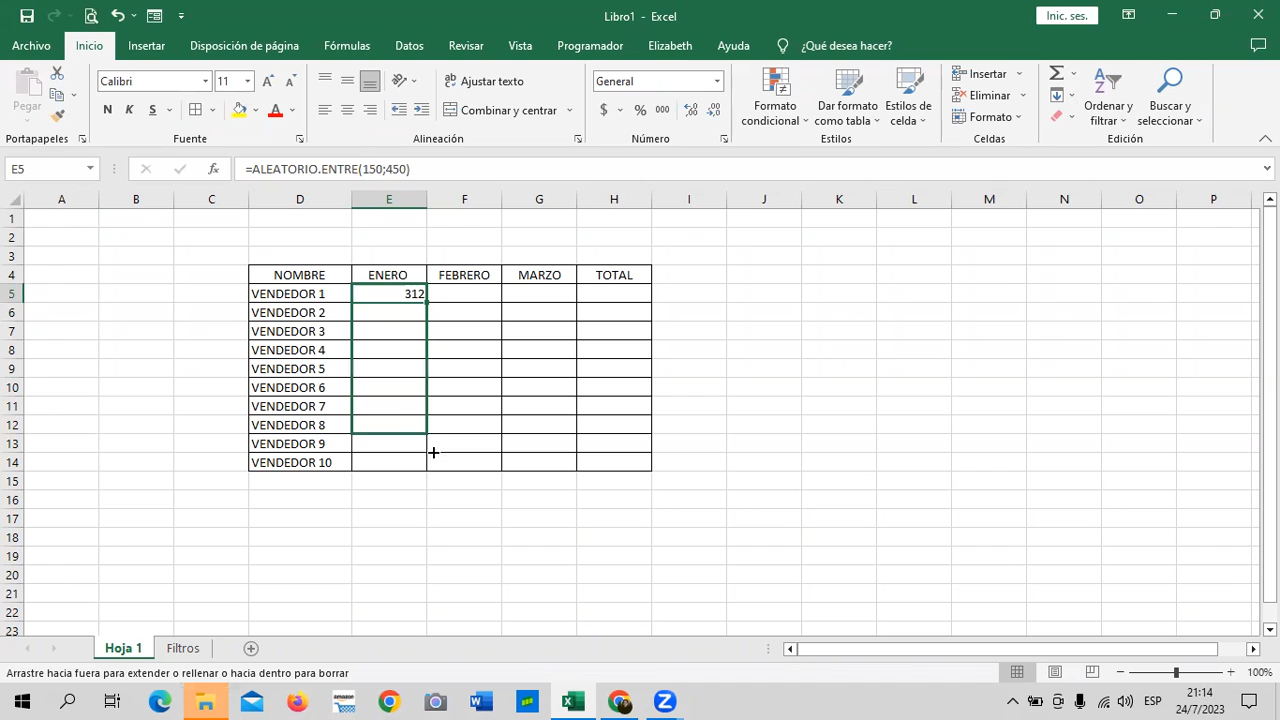 Libro1 - Excel
Inic. ses.
Archivo Inicio Insertar Disposición de página Fórmulas Datos Revisar Vista Programador Elizabeth Ayuda ¿Qué desea hacer?
Pegar
Portapapeles
Calibri 11
N K S
Fuente
Ajustar texto
Combinar y centrar
Alineación
General
$ % 000
Número
Formato condicional
Dar formato como tabla
Estilos de celda
Estilos
Insertar
Eliminar
Formato
Celdas
Ordenar y filtrar
Buscar y seleccionar
Edición
E5 fx =ALEATORIO.ENTRE(150;450)
A B C D E F G H I J K L M N O P
1
2
3
4 NOMBRE ENERO FEBRERO MARZO TOTAL
5 VENDEDOR 1 312
6 VENDEDOR 2
7 VENDEDOR 3
8 VENDEDOR 4
9 VENDEDOR 5
10 VENDEDOR 6
11 VENDEDOR 7
12 VENDEDOR 8
13 VENDEDOR 9
14 VENDEDOR 10
15
16
17
18
19
20
21
22
23
Hoja 1 Filtros
Arrastre hacia fuera para extender o rellenar o hacia dentro para borrar
100%
ESP
21:14
24/7/2023